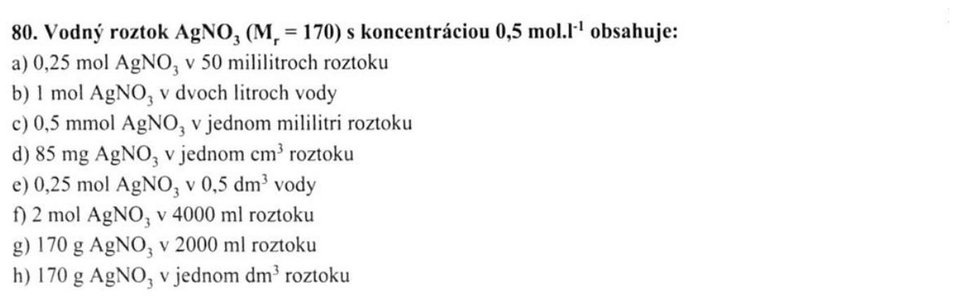 80. Vodný roztok AgNO₃ (Mᵣ = 170) s koncentráciou 0,5 mol.l⁻¹ obsahuje:
a) 0,25 mol AgNO₃ v 50 mililitroch roztoku
b) 1 mol AgNO₃ v dvoch litroch vody
c) 0,5 mmol AgNO₃ v jednom mililitri roztoku
d) 85 mg AgNO₃ v jednom cm³ roztoku
e) 0,25 mol AgNO₃ v 0,5 dm³ vody
f) 2 mol AgNO₃ v 4000 ml roztoku
g) 170 g AgNO₃ v 2000 ml roztoku
h) 170 g AgNO₃ v jednom dm³ roztoku